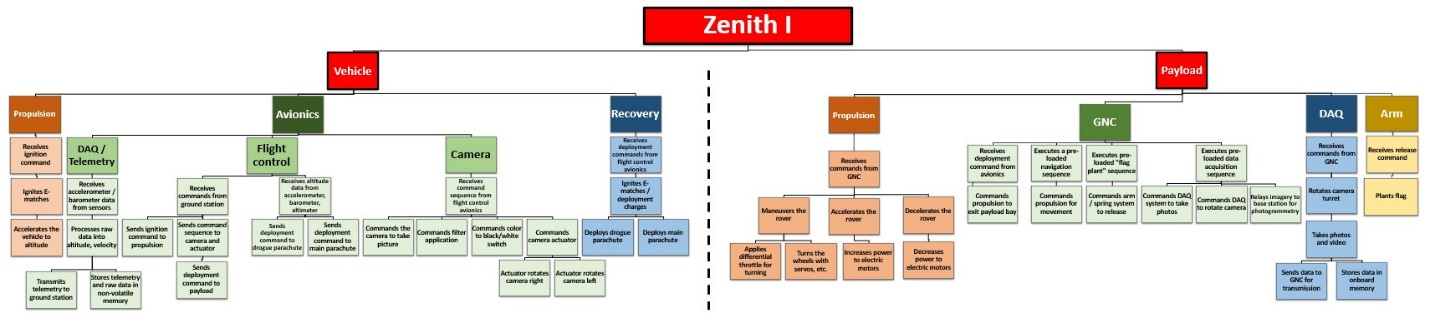 Zenith I
Vehicle
Payload
Propulsion
Avionics
Recovery
Propulsion
GNC
DAQ
Arm
Receives
ignition
command
Ignites E-
matches
Accelerates the
vehicle to
altitude
DAQ /
Telemetry
Receives
accelerometer /
barometer data
from sensors
Processes raw
data into
altitude, velocity
Transmits
telemetry to
ground station
Stores telemetry
and raw data in
non-volatile
memory
Flight
control
Receives
commands from
ground station
Sends ignition
command to
propulsion
Sends command
sequence to
camera and
actuator
Sends
deployment
command to
payload
Receives altitude
data from
accelerometer,
barometer,
altimeter
Sends
deployment
command to
drogue parachute
Sends
deployment
command to
main parachute
Camera
Receives
command
sequence from
flight control
avionics
Commands the
camera to take
picture
Commands filter
application
Commands color
to black/white
switch
Commands
camera actuator
Actuator rotates
camera right
Actuator rotates
camera left
Receives
deployment
commands from
flight control
avionics
Ignites E-
matches /
deployment
charges
Deploys drogue
parachute
Deploys main
parachute
Receives
commands from
GNC
Maneuvers the
rover
Applies
differential
throttle for
turning
Turns the
wheels with
servos, etc.
Accelerates the
rover
Increases power
to electric
motors
Decelerates the
rover
Decreases
power to
electric motors
Receives
deployment
command from
avionics
Commands
propulsion to
exit payload bay
Executes a pre-
loaded
navigation
sequence
Commands
propulsion for
movement
Executes pre-
loaded "flag
plant" sequence
Commands arm
/ spring system
to release
Executes pre-
loaded data
acquisition
sequence
Commands DAQ
system to take
photos
Commands DAQ
to rotate camera
Relays imagery to
base station for
photogrammetry
Receives
commands from
GNC
Rotates camera
turret
Takes photos
and video
Sends data to
GNC for
transmission
Stores data in
onboard
memory
Receives release
command
Plants flag